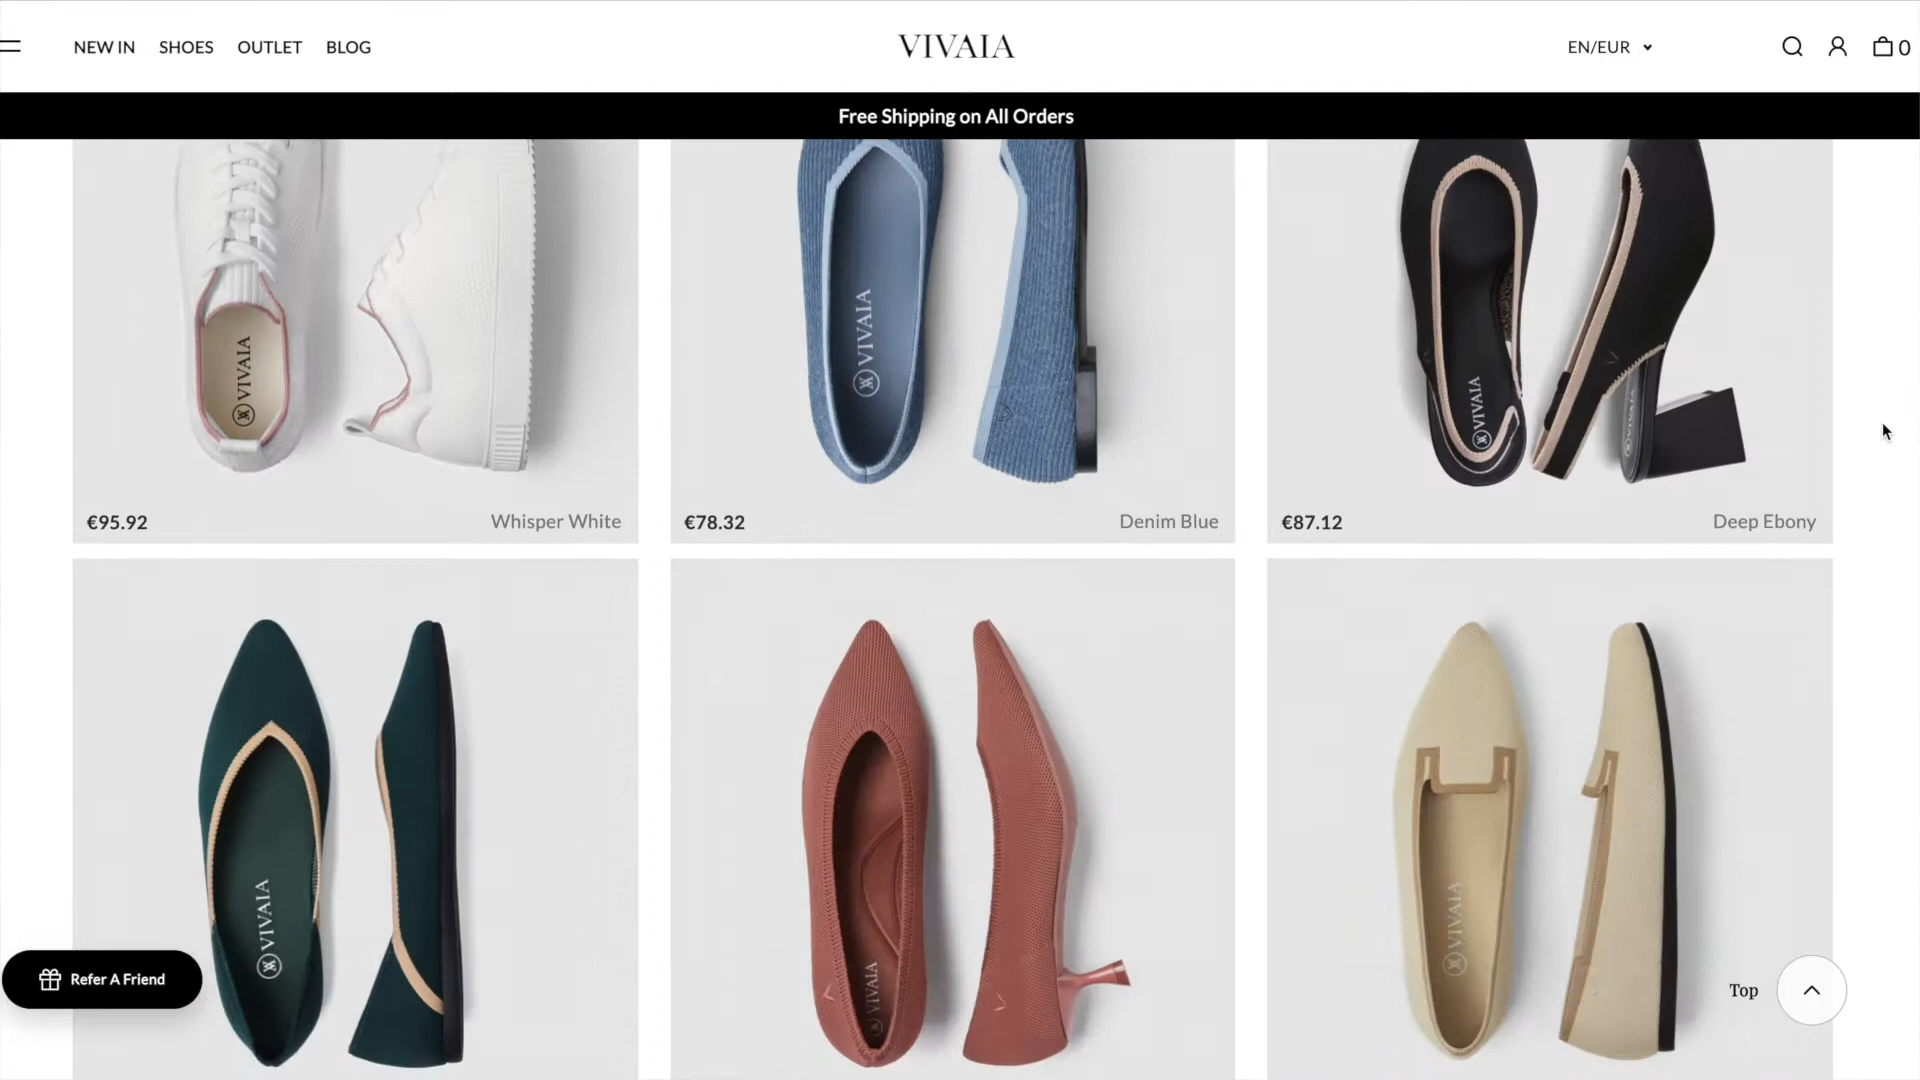 NEW IN SHOES OUTLET BLOG VIVAIA EN/EUR 0
Free Shipping on All Orders
VIVAIA
VIVAIA
VIVAIA
VIVAIA
€95.92 Whisper White €78.32 Denim Blue €87.12 Deep Ebony
VIVAIA
VIVAIA
VIVAIA
Refer A Friend
Top